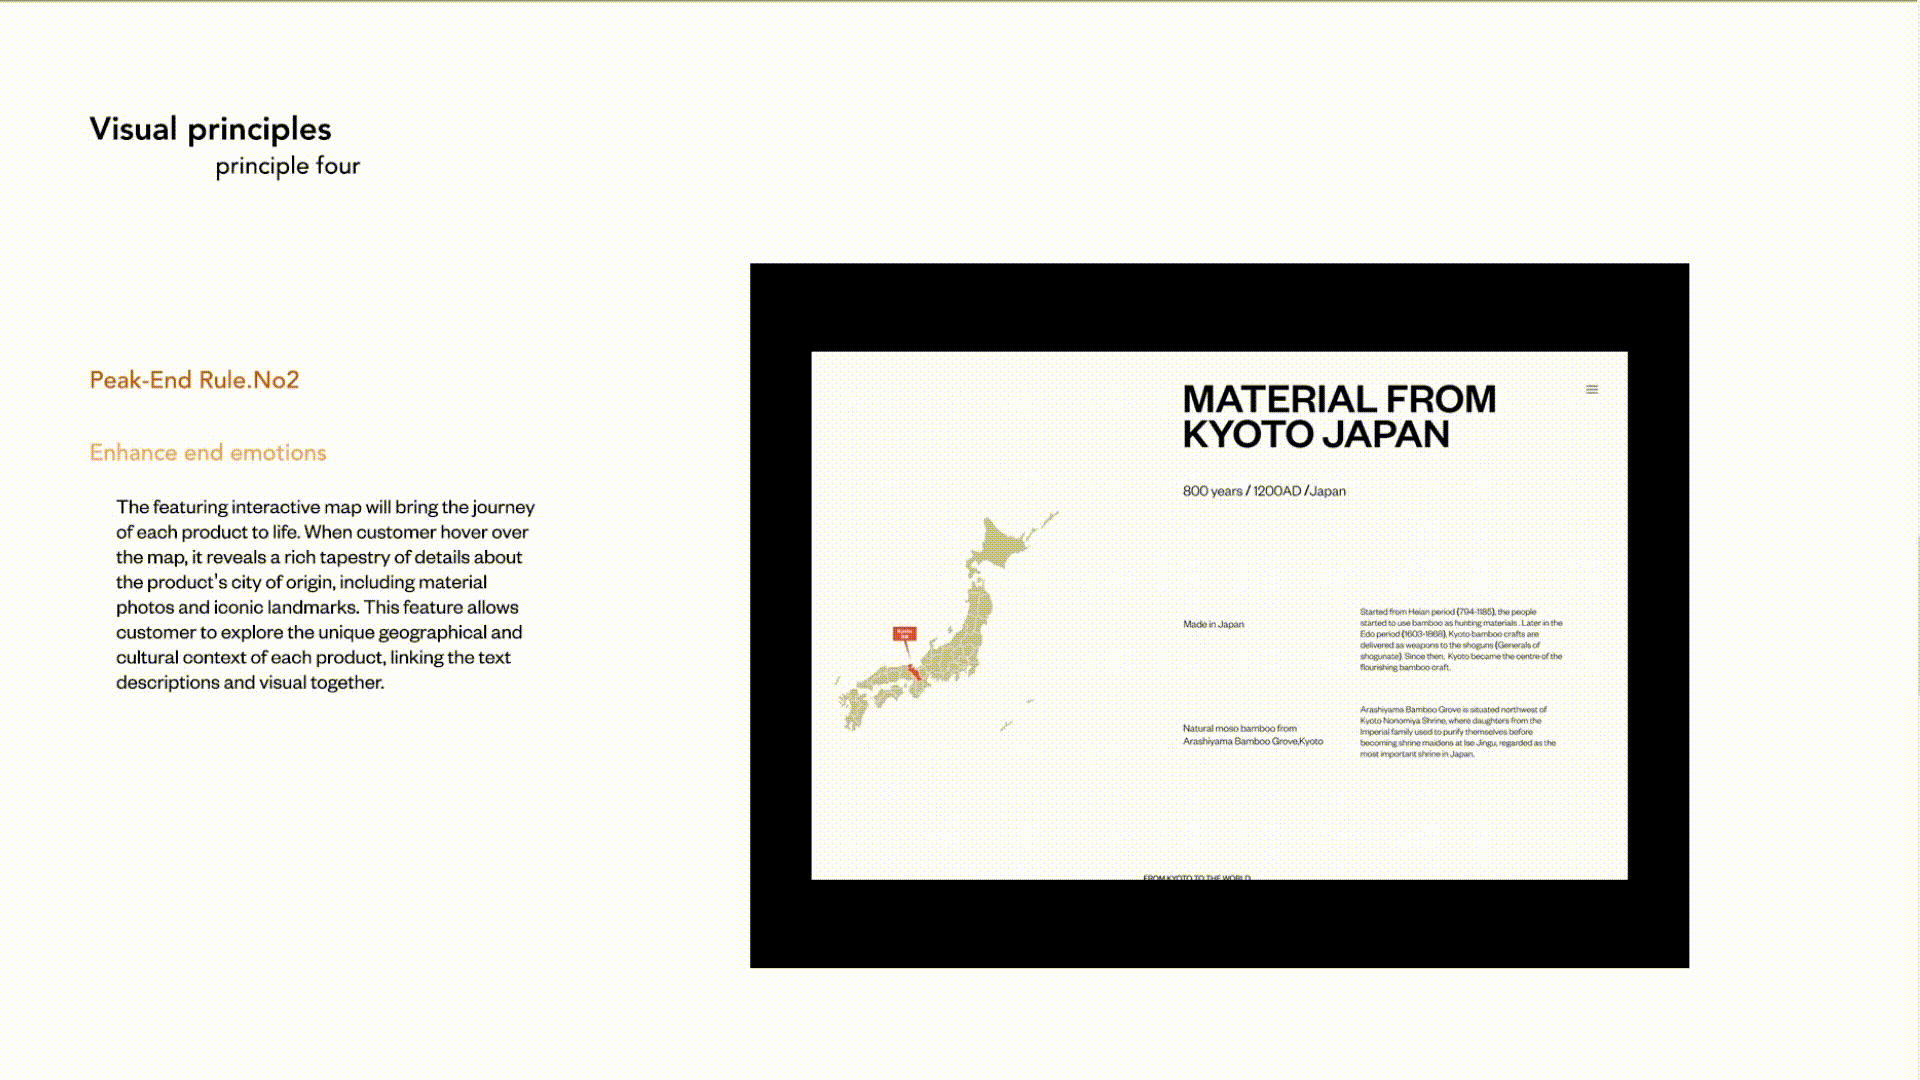 Visual principles
principle four
Peak-End Rule.No2
Enhance end emotions
The featuring interactive map will bring the journey
of each product to life. When customer hover over
the map, it reveals a rich tapestry of details about
the product's city of origin, including material
photos and iconic landmarks. This feature allows
customer to explore the unique geographical and
cultural context of each product, linking the text
descriptions and visual together.
MATERIAL FROM
KYOTO JAPAN
800 years / 1200AD /Japan
Made in Japan
Started from Heian period (794-1185), the people
started to use bamboo as hunting materials . Later in the
Edo period (1603-1868), Kyoto bamboo crafts are
delivered as weapons to the shoguns (Generals of
shogunate). Since then, Kyoto became the centre of the
flourishing bamboo craft.
Natural moso bamboo from
Arashiyama Bamboo Grove,Kyoto
Arashiyama Bamboo Grove is situated northwest of
Kyoto Nonomiya Shrine, where daughters from the
Imperial family used to purify themselves before
becoming shrine maidens at Ise Jingu, regarded as the
most important shrine in Japan.
FROM KYOTO TO THE WORLD